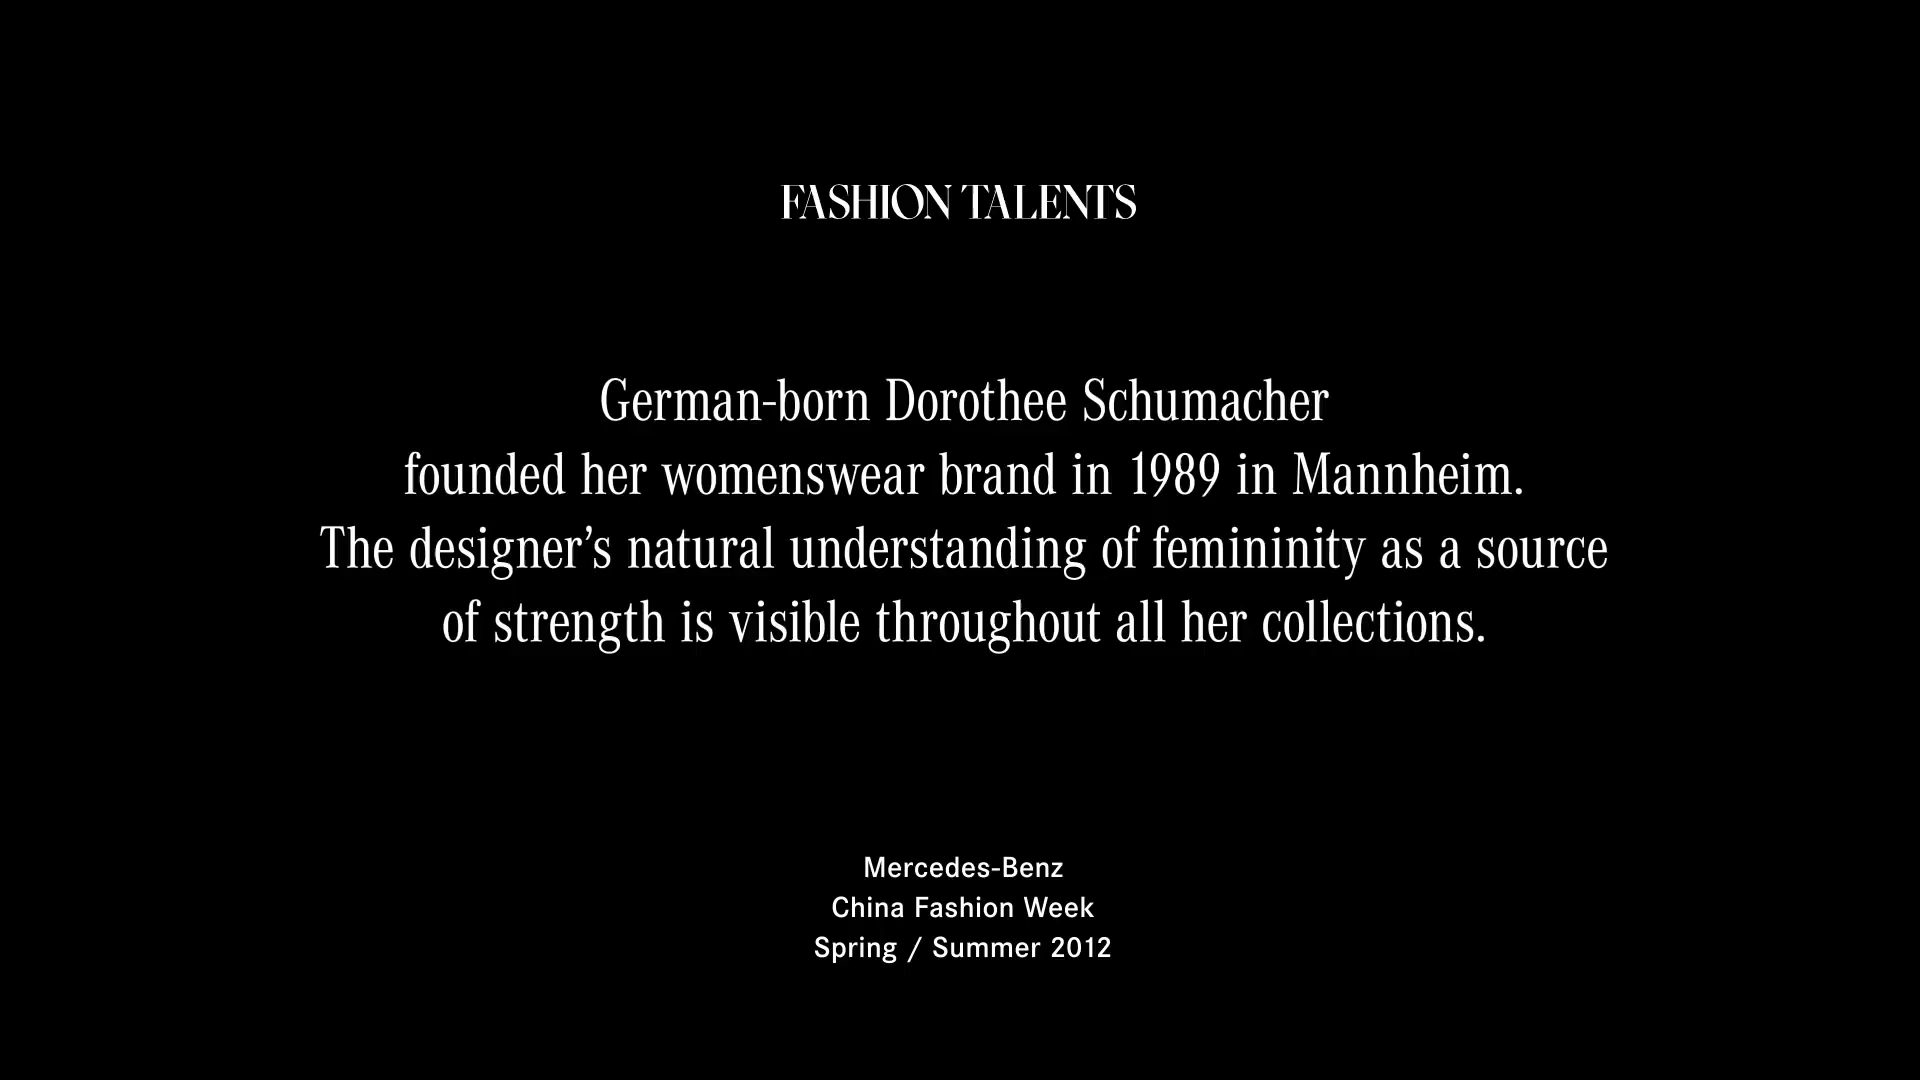 FASHION TALENTS
German-born Dorothee Schumacher
founded her womenswear brand in 1989 in Mannheim.
The designer’s natural understanding of femininity as a source
of strength is visible throughout all her collections.
Mercedes-Benz
China Fashion Week
Spring / Summer 2012